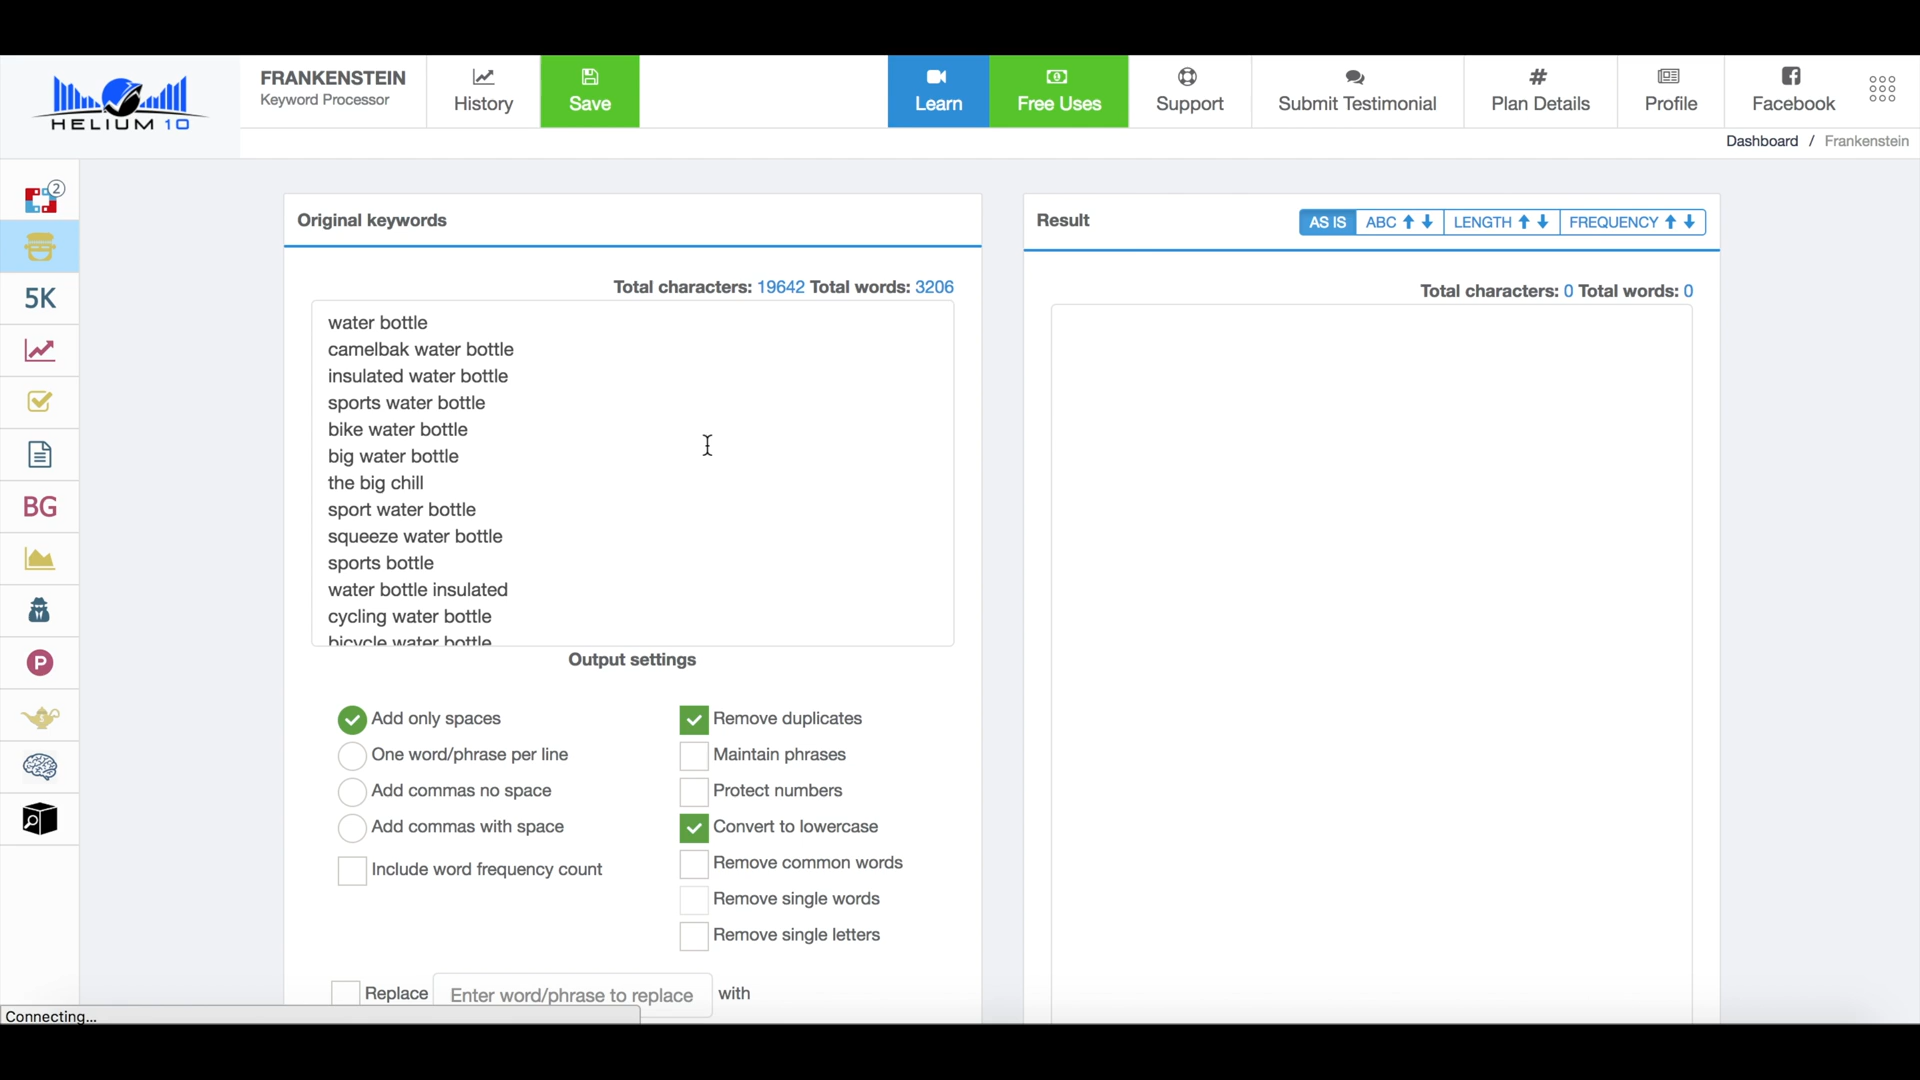 HELIUM 10
FRANKENSTEIN
Keyword Processor
History
Save
Learn
Free Uses
Support
Submit Testimonial
Plan Details
Profile
Facebook
Dashboard / Frankenstein
2
5K
BG
P
Original keywords
Total characters: 19642 Total words: 3206
water bottle
camelbak water bottle
insulated water bottle
sports water bottle
bike water bottle
big water bottle
the big chill
sport water bottle
squeeze water bottle
sports bottle
water bottle insulated
cycling water bottle
bicycle water bottle
Output settings
Add only spaces
One word/phrase per line
Add commas no space
Add commas with space
Include word frequency count
Remove duplicates
Maintain phrases
Protect numbers
Convert to lowercase
Remove common words
Remove single words
Remove single letters
Replace Enter word/phrase to replace with
Result
AS IS ABC LENGTH FREQUENCY
Total characters: 0 Total words: 0
Connecting...